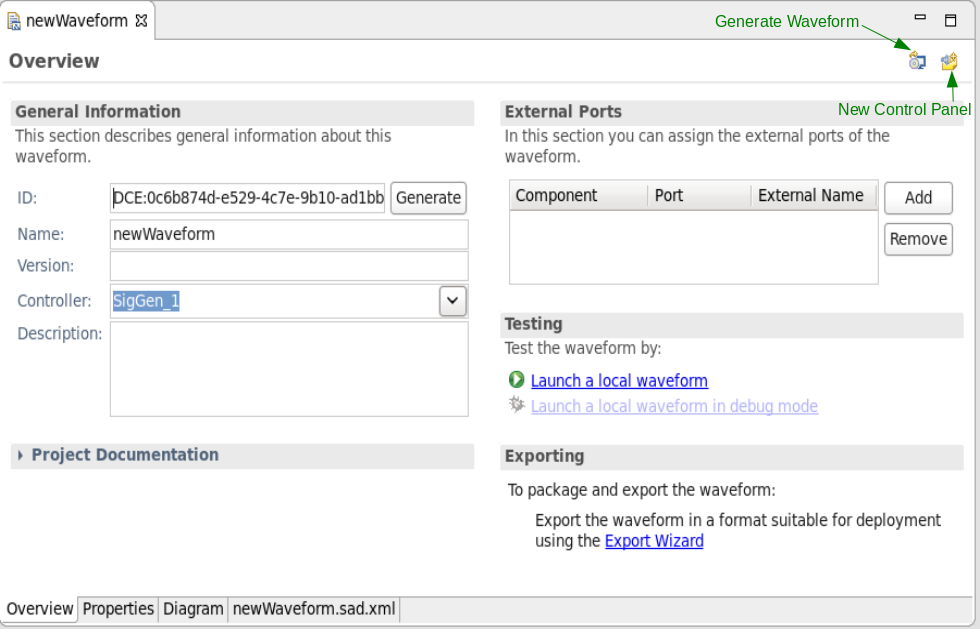 newWaveform
Generate Waveform
Overview
New Control Panel
General Information
This section describes general information about this
waveform.
ID:
DCE:0c6b874d-e529-4c7e-9b10-ad1bb
Generate
Name:
newWaveform
Version:
Controller:
SigGen_1
Description:
Project Documentation
External Ports
In this section you can assign the external ports of the
waveform.
Component Port External Name
Add
Remove
Testing
Test the waveform by:
Launch a local waveform
Launch a local waveform in debug mode
Exporting
To package and export the waveform:
Export the waveform in a format suitable for deployment
using the Export Wizard
Overview Properties Diagram newWaveform.sad.xml